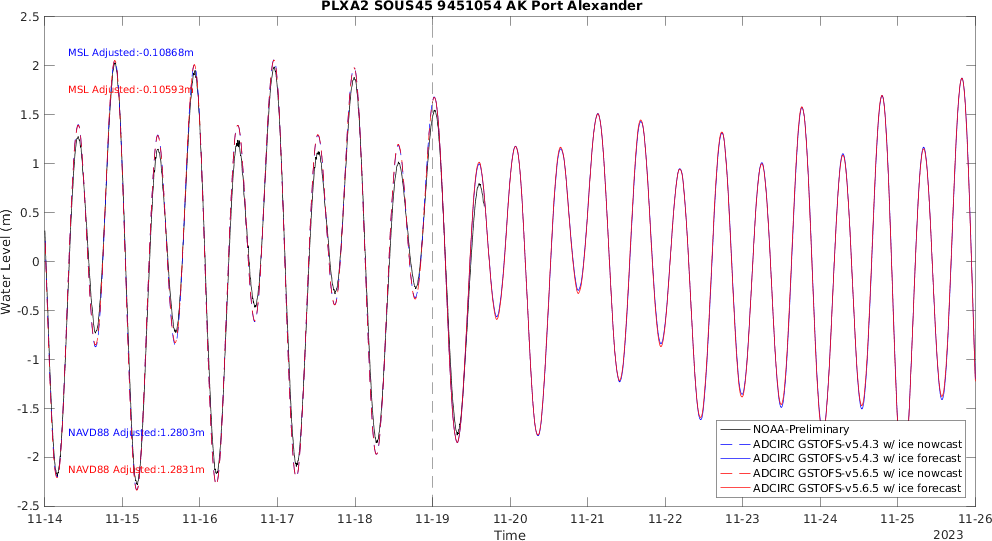 PLXA2 SOUS45 9451054 AK Port Alexander
2.5
2
1.5
1
0.5
0
-0.5
-1
-1.5
-2
-2.5
Water Level (m)
MSL Adjusted:-0.10868m
MSL Adjusted:-0.10593m
NAVD88 Adjusted:1.2803m
NAVD88 Adjusted:1.2831m
NOAA-Preliminary
ADCIRC GSTOFS-v5.4.3 w/ ice nowcast
ADCIRC GSTOFS-v5.4.3 w/ ice forecast
ADCIRC GSTOFS-v5.6.5 w/ ice nowcast
ADCIRC GSTOFS-v5.6.5 w/ ice forecast
11-14 11-15 11-16 11-17 11-18 11-19 11-20 11-21 11-22 11-23 11-24 11-25 11-26
Time
2023